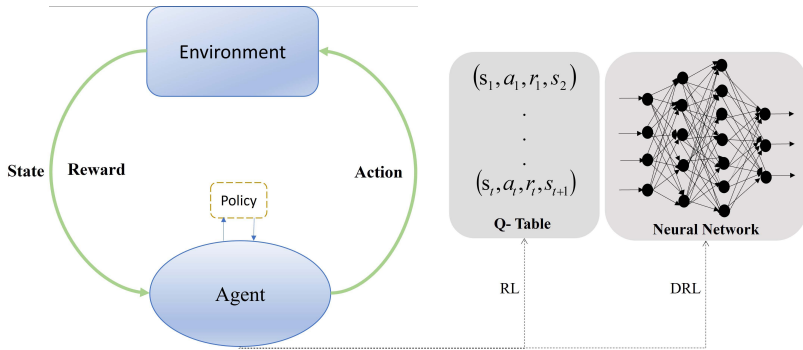 Environment
State
Reward
Action
Policy
Agent
(s₁, a₁, r₁, s₂)
.
.
.
(sₜ, aₜ, rₜ, sₜ₊₁)
Q- Table
Neural Network
RL
DRL